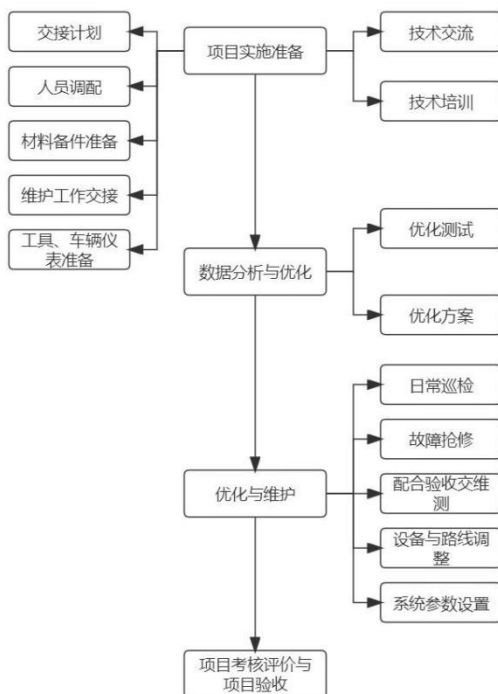 交接计划
项目实施准备
技术交流
人员调配
技术培训
材料备件准备
维护工作交接
工具、车辆仪
表准备
数据分析与优化
优化测试
优化方案
日常巡检
故障抢修
优化与维护
配合验收交维
测
设备与路线调
整
系统参数设置
项目考核评价与
项目验收